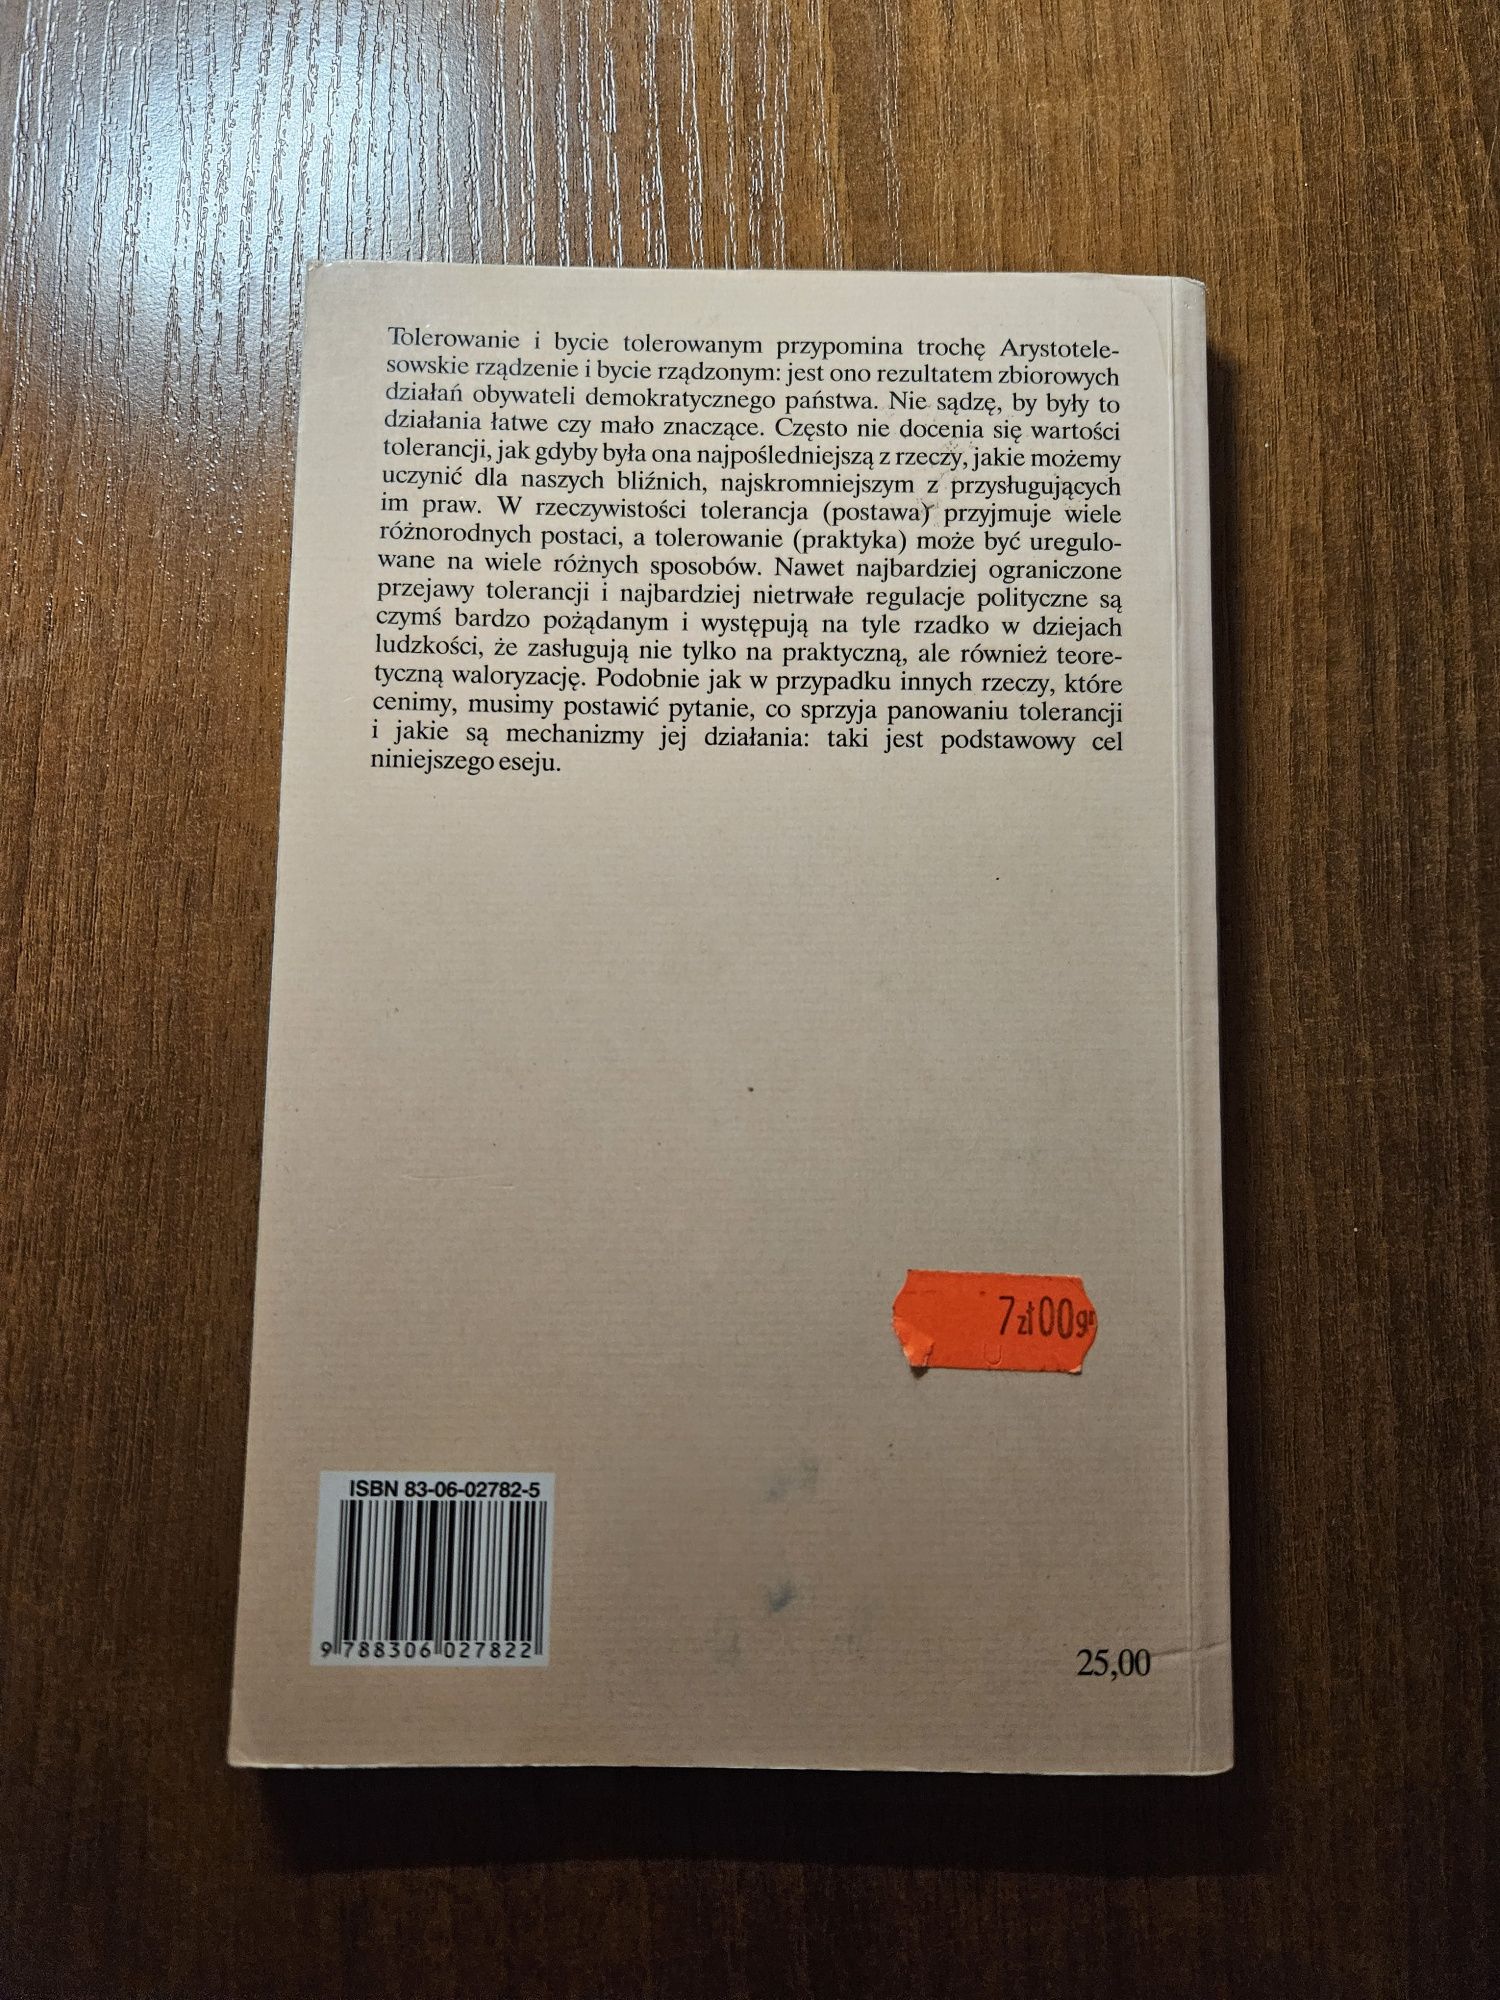 Tolerowanie i bycie tolerowanym przypomina trochę Arystotele-
sowskie rządzenie i bycie rządzonym: jest ono rezultatem zbiorowych
działań obywateli demokratycznego państwa. Nie sądzę, by były to
działania łatwe czy mało znaczące. Często nie docenia się wartości
tolerancji, jak gdyby była ona najpośledniejszą z rzeczy, jakie możemy
uczynić dla naszych bliźnich, najskromniejszym z przysługujących
im praw. W rzeczywistości tolerancja (postawa) przyjmuje wiele
różnorodnych postaci, a tolerowanie (praktyka) może być uregulo-
wane na wiele różnych sposobów. Nawet najbardziej ograniczone
przejawy tolerancji i najbardziej nietrwałe regulacje polityczne są
czymś bardzo pożądanym i występują na tyle rzadko w dziejach
ludzkości, że zasługują nie tylko na praktyczną, ale również teore-
tyczną waloryzację. Podobnie jak w przypadku innych rzeczy, które
cenimy, musimy postawić pytanie, co sprzyja panowaniu tolerancji
i jakie są mechanizmy jej działania: taki jest podstawowy cel
niniejszego eseju.
7zł00gr
ISBN 83-06-02782-5
9 788306 027822
25,00